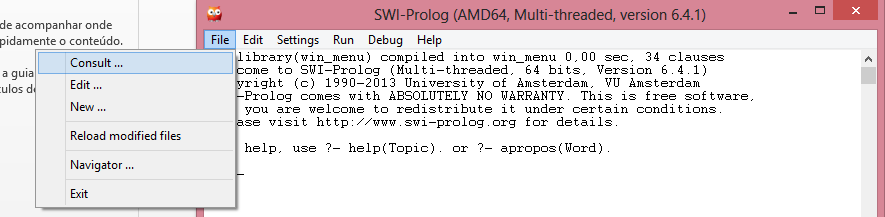 de acompanhar onde
pidamente o conteúdo.
a guia
ulos de
SWI-Prolog (AMD64, Multi-threaded, version 6.4.1)
File Edit Settings Run Debug Help
Consult ...
Edit ...
New ...
Reload modified files
Navigator ...
Exit
library(win_menu) compiled into win_menu 0,00 sec, 34 clauses
come to SWI-Prolog (Multi-threaded, 64 bits, Version 6.4.1)
yright (c) 1990-2013 University of Amsterdam, VU Amsterdam
-Prolog comes with ABSOLUTELY NO WARRANTY. This is free software,
you are welcome to redistribute it under certain conditions.
ase visit http://www.swi-prolog.org for details.
help, use ?- help(Topic). or ?- apropos(Word).